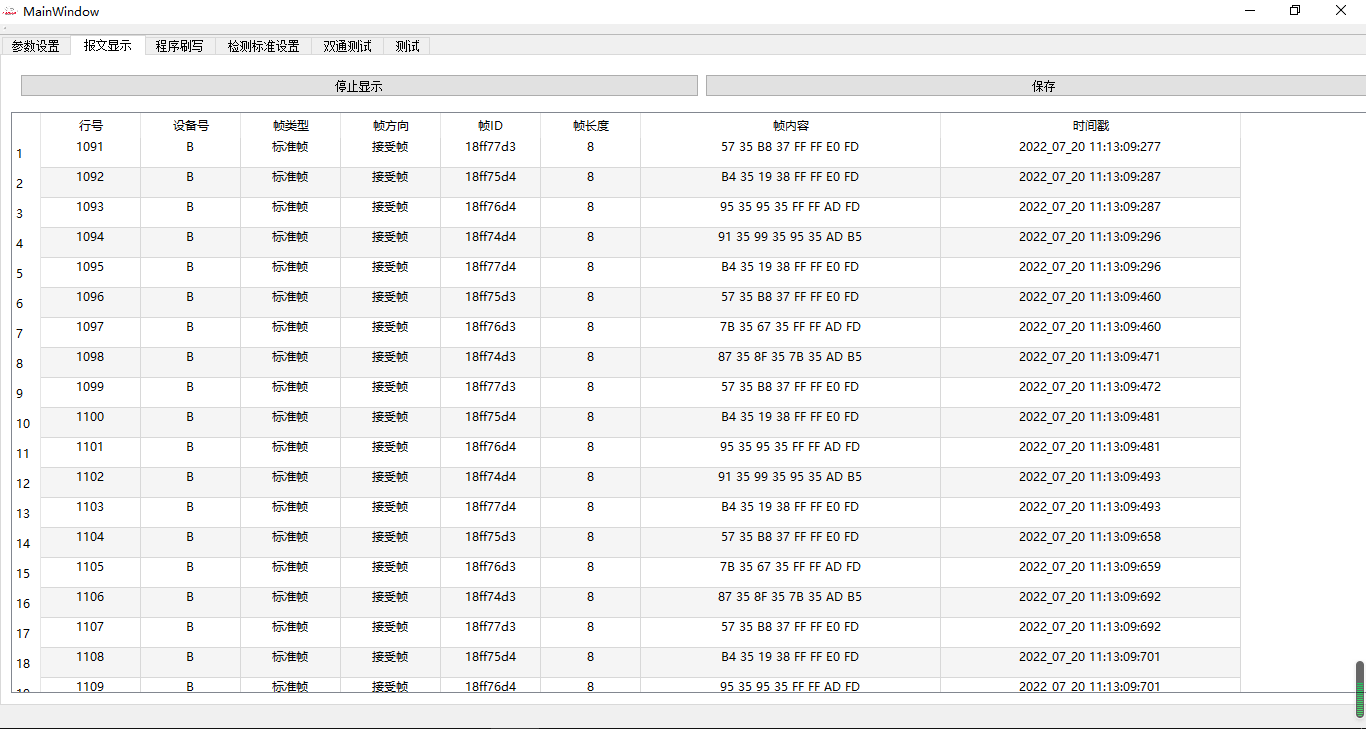 MainWindow
参数设置 报文显示 程序刷写 检测标准设置 双通测试 测试
停止显示 保存
行号 设备号 帧类型 帧方向 帧ID 帧长度 帧内容 时间戳
1 1091 B 标准帧 接受帧 18ff77d3 8 57 35 B8 37 FF FF E0 FD 2022_07_20 11:13:09:277
2 1092 B 标准帧 接受帧 18ff75d4 8 B4 35 19 38 FF FF E0 FD 2022_07_20 11:13:09:287
3 1093 B 标准帧 接受帧 18ff76d4 8 95 35 95 35 FF FF AD FD 2022_07_20 11:13:09:287
4 1094 B 标准帧 接受帧 18ff74d4 8 91 35 99 35 95 35 AD B5 2022_07_20 11:13:09:296
5 1095 B 标准帧 接受帧 18ff77d4 8 B4 35 19 38 FF FF E0 FD 2022_07_20 11:13:09:296
6 1096 B 标准帧 接受帧 18ff75d3 8 57 35 B8 37 FF FF E0 FD 2022_07_20 11:13:09:460
7 1097 B 标准帧 接受帧 18ff76d3 8 7B 35 67 35 FF FF AD FD 2022_07_20 11:13:09:460
8 1098 B 标准帧 接受帧 18ff74d3 8 87 35 8F 35 7B 35 AD B5 2022_07_20 11:13:09:471
9 1099 B 标准帧 接受帧 18ff77d3 8 57 35 B8 37 FF FF E0 FD 2022_07_20 11:13:09:472
10 1100 B 标准帧 接受帧 18ff75d4 8 B4 35 19 38 FF FF E0 FD 2022_07_20 11:13:09:481
11 1101 B 标准帧 接受帧 18ff76d4 8 95 35 95 35 FF FF AD FD 2022_07_20 11:13:09:481
12 1102 B 标准帧 接受帧 18ff74d4 8 91 35 99 35 95 35 AD B5 2022_07_20 11:13:09:493
13 1103 B 标准帧 接受帧 18ff77d4 8 B4 35 19 38 FF FF E0 FD 2022_07_20 11:13:09:493
14 1104 B 标准帧 接受帧 18ff75d3 8 57 35 B8 37 FF FF E0 FD 2022_07_20 11:13:09:658
15 1105 B 标准帧 接受帧 18ff76d3 8 7B 35 67 35 FF FF AD FD 2022_07_20 11:13:09:659
16 1106 B 标准帧 接受帧 18ff74d3 8 87 35 8F 35 7B 35 AD B5 2022_07_20 11:13:09:692
17 1107 B 标准帧 接受帧 18ff77d3 8 57 35 B8 37 FF FF E0 FD 2022_07_20 11:13:09:692
18 1108 B 标准帧 接受帧 18ff75d4 8 B4 35 19 38 FF FF E0 FD 2022_07_20 11:13:09:701
1109 B 标准帧 接受帧 18ff76d4 8 95 35 95 35 FF FF AD FD 2022_07_20 11:13:09:701